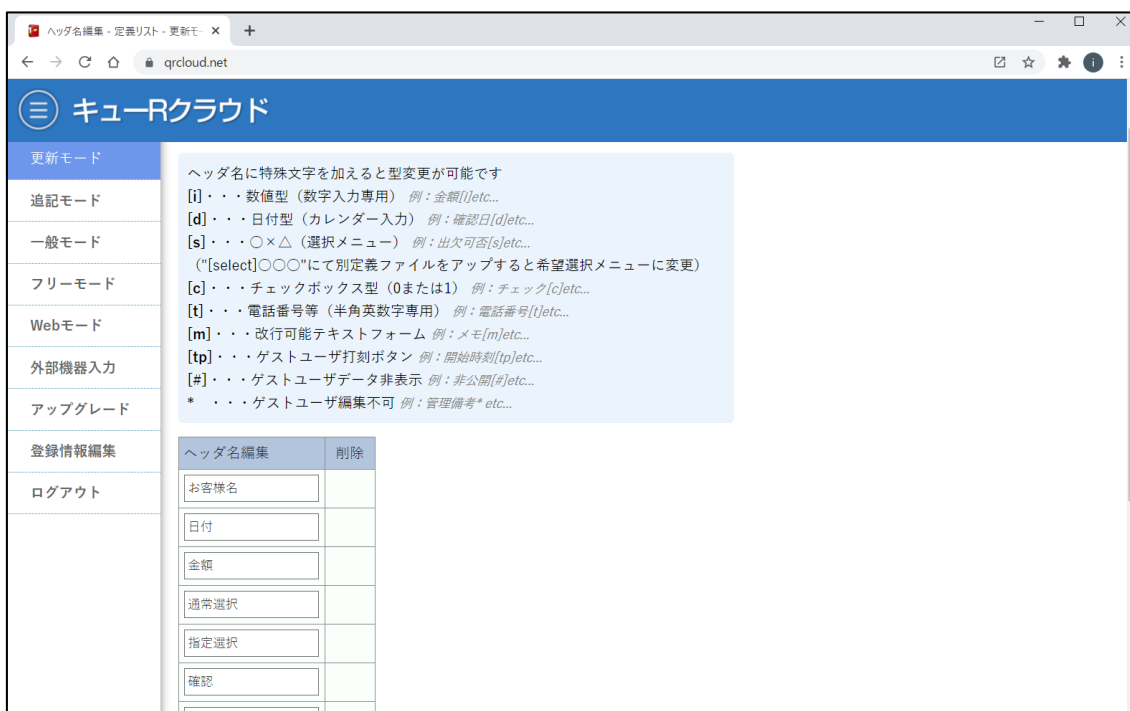 ヘッダ名編集 - 定義リスト - 更新モー
qrcloud.net
i
キューRクラウド
更新モード
追記モード
一般モード
フリーモード
Webモード
外部機器入力
アップグレード
登録情報編集
ログアウト
ヘッダ名に特殊文字を加えると型変更が可能です
[i]・・・数値型（数字入力専用） 例：金額[i]etc...
[d]・・・日付型（カレンダー入力） 例：確認日[d]etc...
[s]・・・○×△（選択メニュー） 例：出欠可否[s]etc...
（"[select]○○○"にて別定義ファイルをアップすると希望選択メニューに変更）
[c]・・・チェックボックス型（0または1） 例：チェック[c]etc...
[t]・・・電話番号等（半角英数字専用） 例：電話番号[t]etc...
[m]・・・改行可能テキストフォーム 例：メモ[m]etc...
[tp]・・・ゲストユーザ打刻ボタン 例：開始時刻[tp]etc...
[#]・・・ゲストユーザデータ非表示 例：非公開[#]etc...
* ・・・ゲストユーザ編集不可 例：管理備考* etc...
ヘッダ名編集 削除
お客様名
日付
金額
通常選択
指定選択
確認